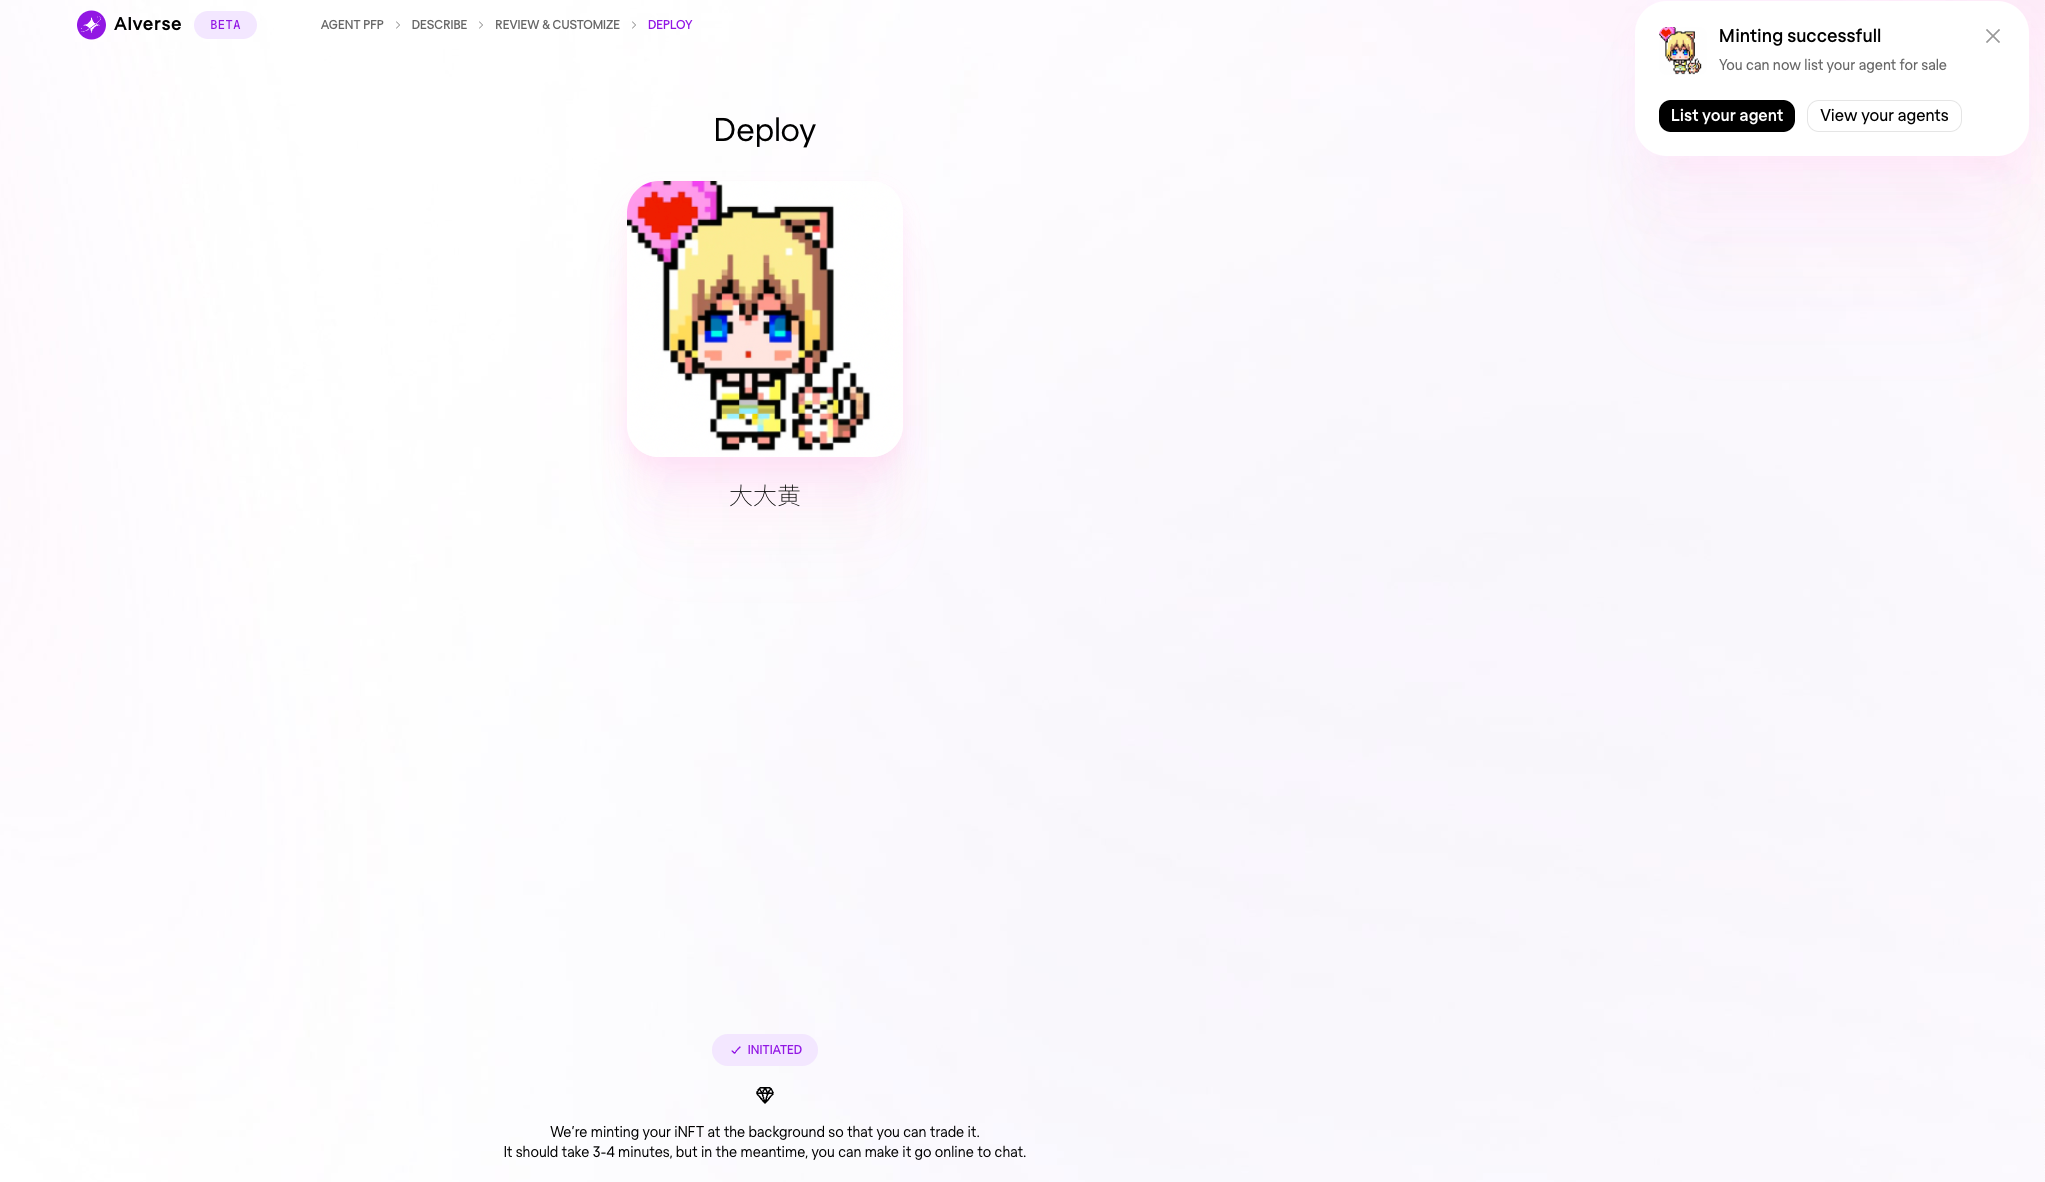 AIverse
BETA
AGENT PFP > DESCRIBE > REVIEW & CUSTOMIZE > DEPLOY
Minting successfull
You can now list your agent for sale
List your agent
View your agents
Deploy
大大黄
INITIATED
We're minting your iNFT at the background so that you can trade it.
It should take 3-4 minutes, but in the meantime, you can make it go online to chat.